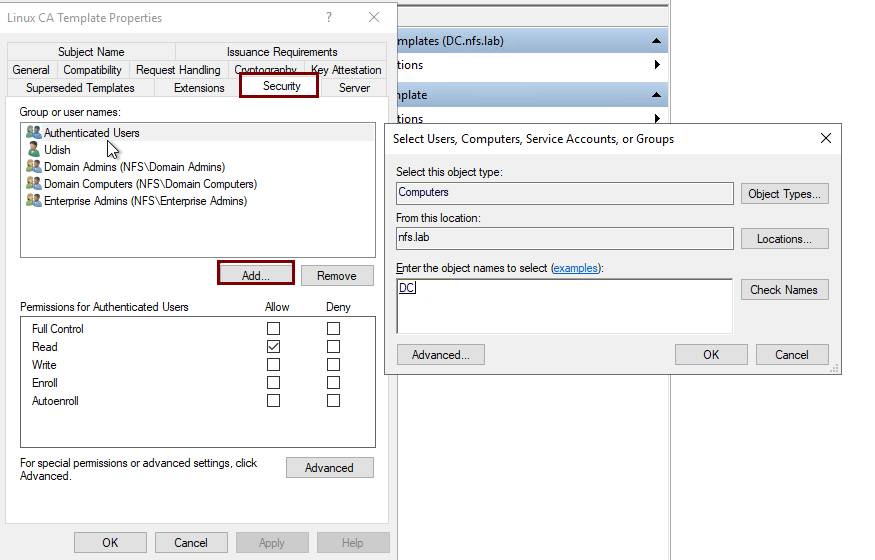 Linux CA Template Properties
? 
Subject Name Issuance Requirements
General Compatibility Request Handling Cryptography Key Attestation
Superseded Templates Extensions Security Server
Group or user names:
Authenticated Users
Udish
Domain Admins (NFS\Domain Admins)
Domain Computers (NFS\Domain Computers)
Enterprise Admins (NFS\Enterprise Admins)
Add... Remove
Permissions for Authenticated Users Allow Deny
Full Control
Read
Write
Enroll
Autoenroll
For special permissions or advanced settings, click
Advanced.
Advanced
OK Cancel Apply Help
mplates (DC.nfs.lab)
tions
nplate
tions
Select Users, Computers, Service Accounts, or Groups
Select this object type:
Computers Object Types...
From this location:
nfs.lab Locations...
Enter the object names to select (examples):
DC Check Names
Advanced... OK Cancel